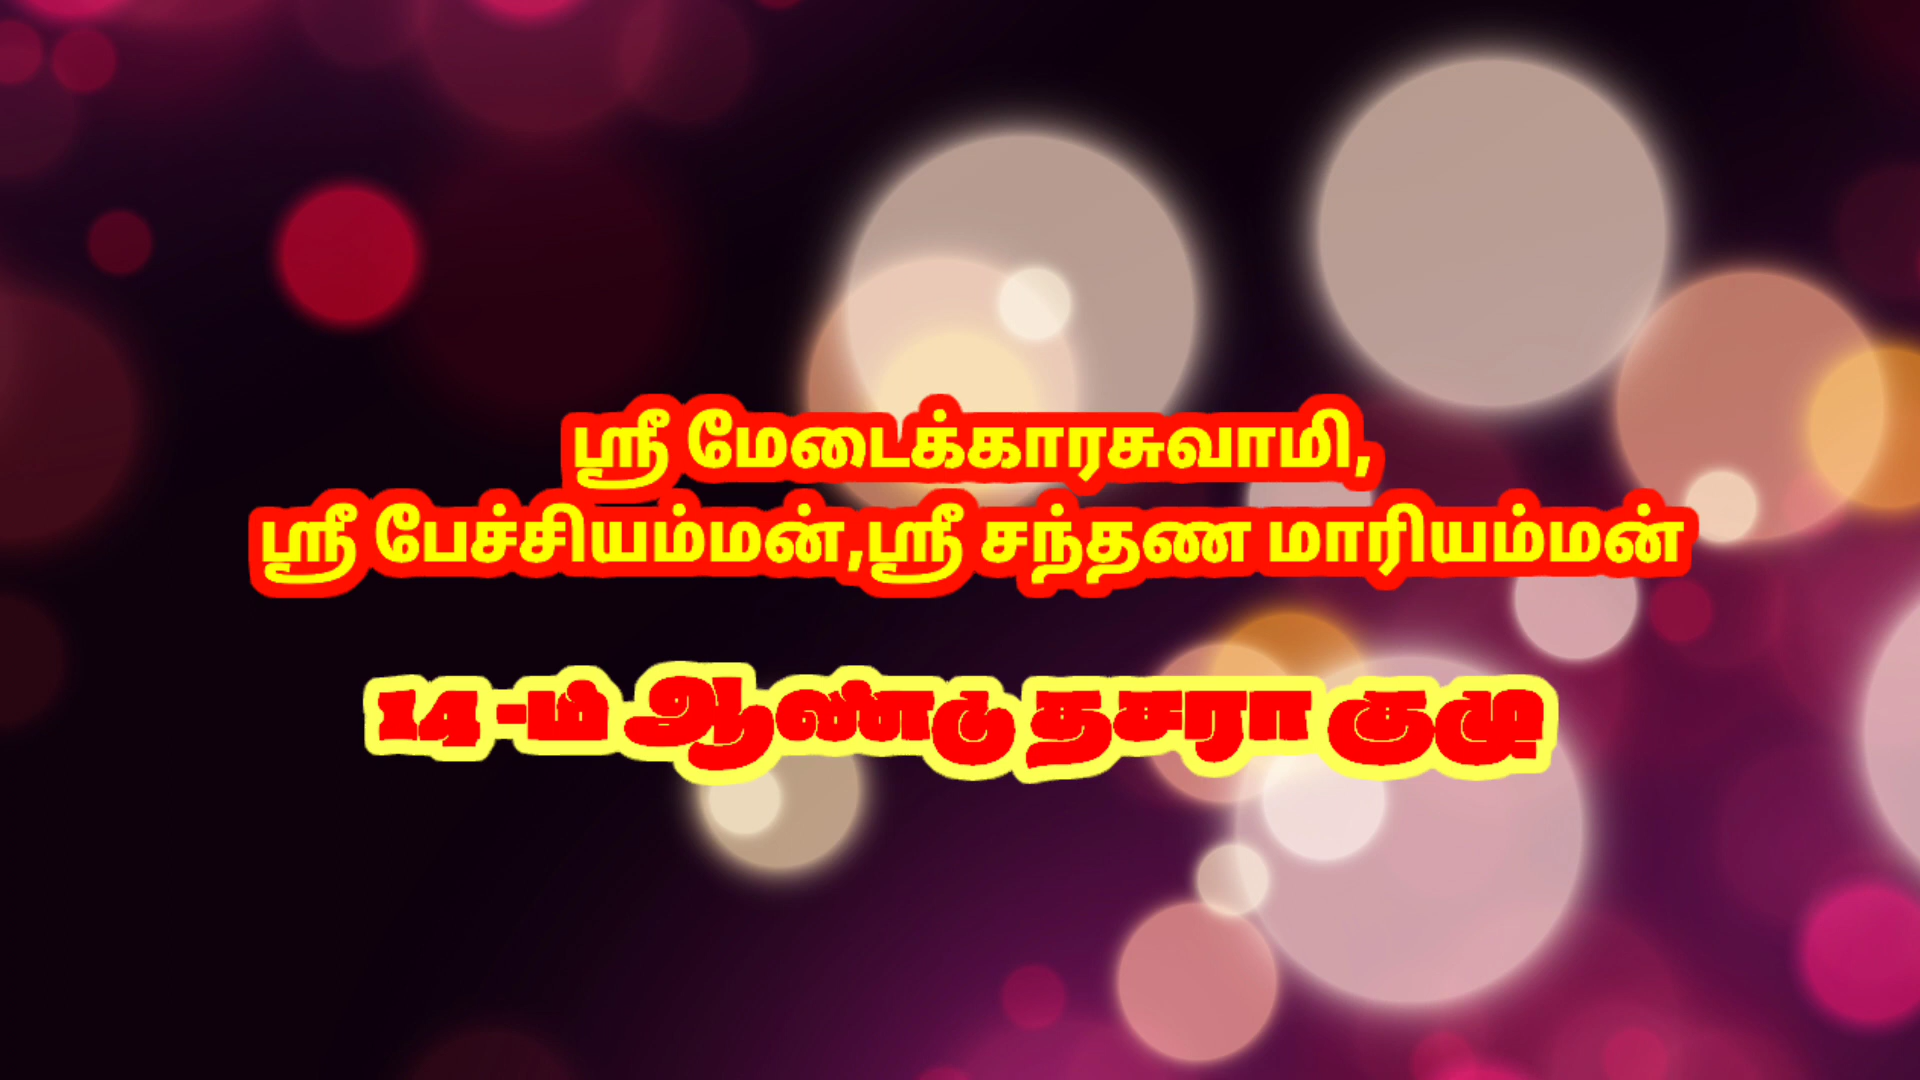 ஸ்ரீ மேடைக்காரசுவாமி,
ஸ்ரீ பேச்சியம்மன்,ஸ்ரீ சந்தண மாரியம்மன்
14 -ம் ஆண்டு தசரா குழு